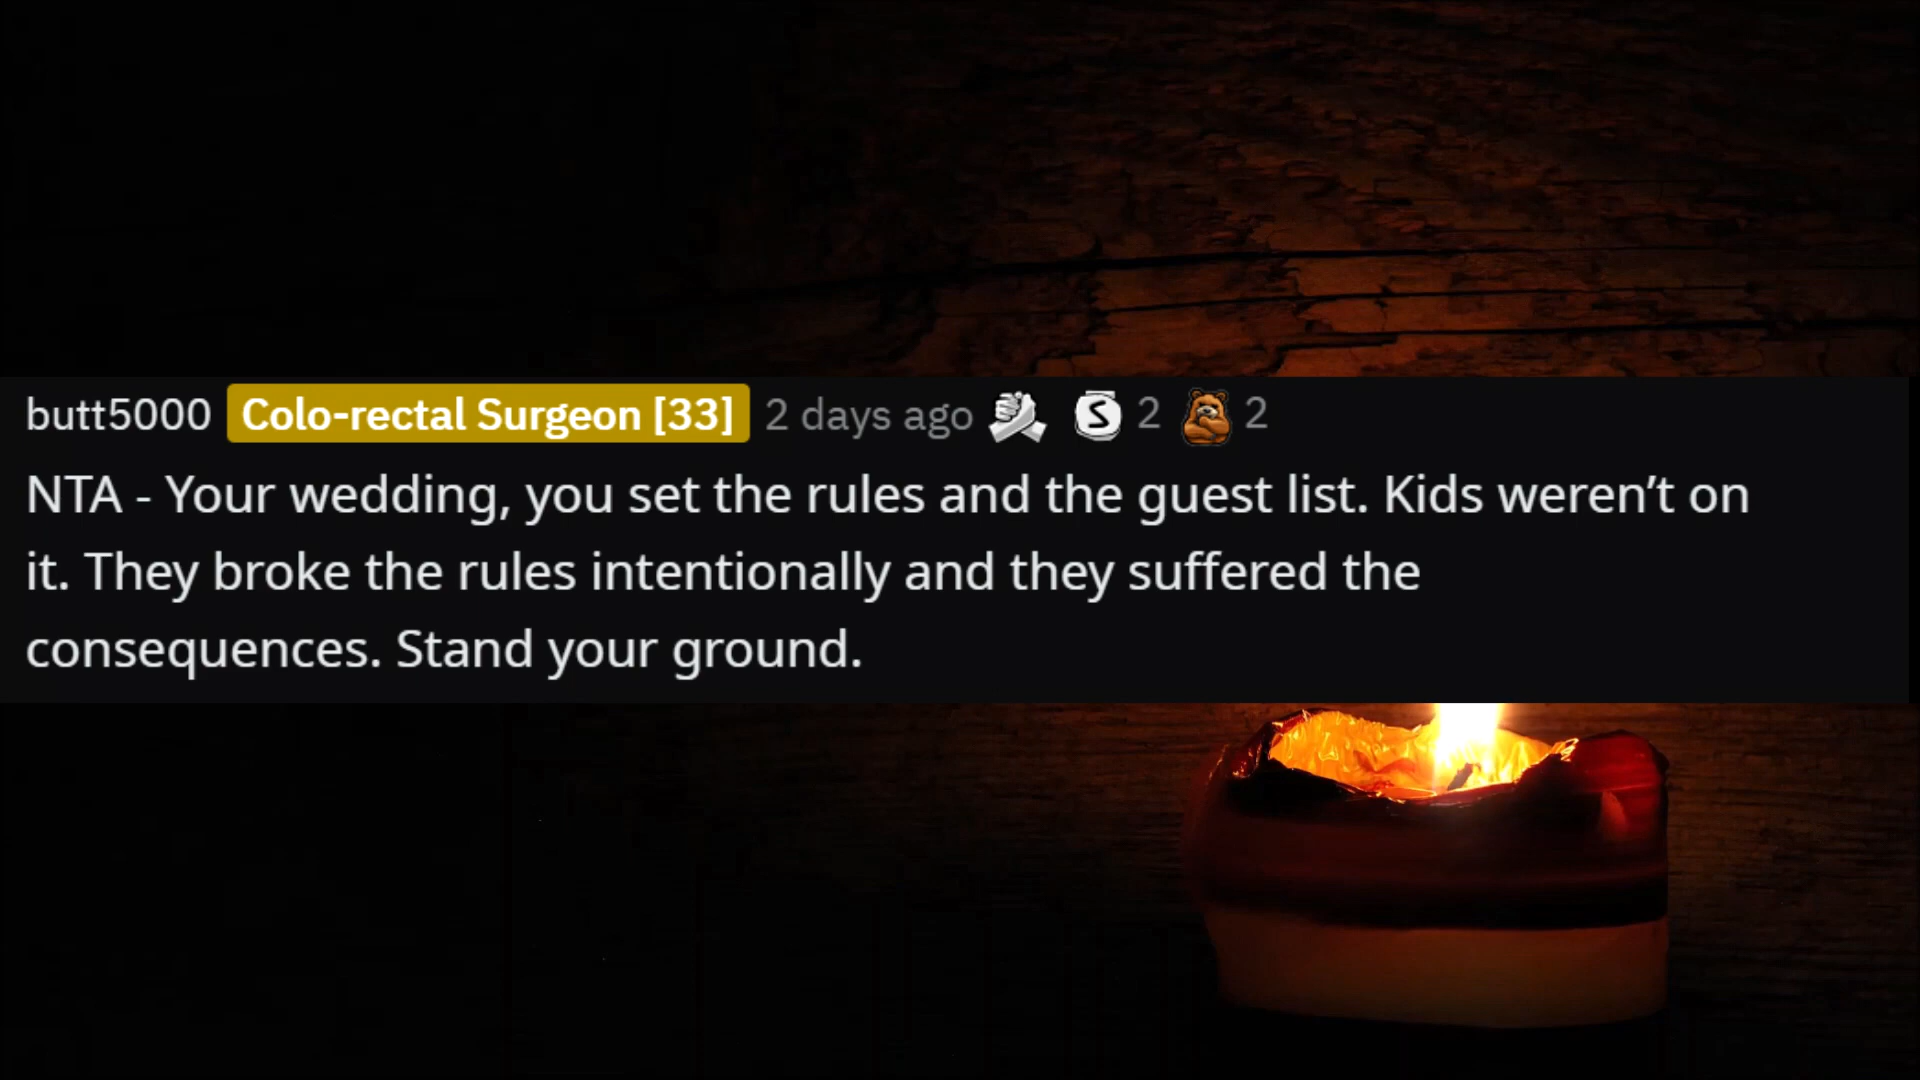 butt5000 Colo-rectal Surgeon [33] 2 days ago S 2 2
NTA - Your wedding, you set the rules and the guest list. Kids weren’t on
it. They broke the rules intentionally and they suffered the
consequences. Stand your ground.